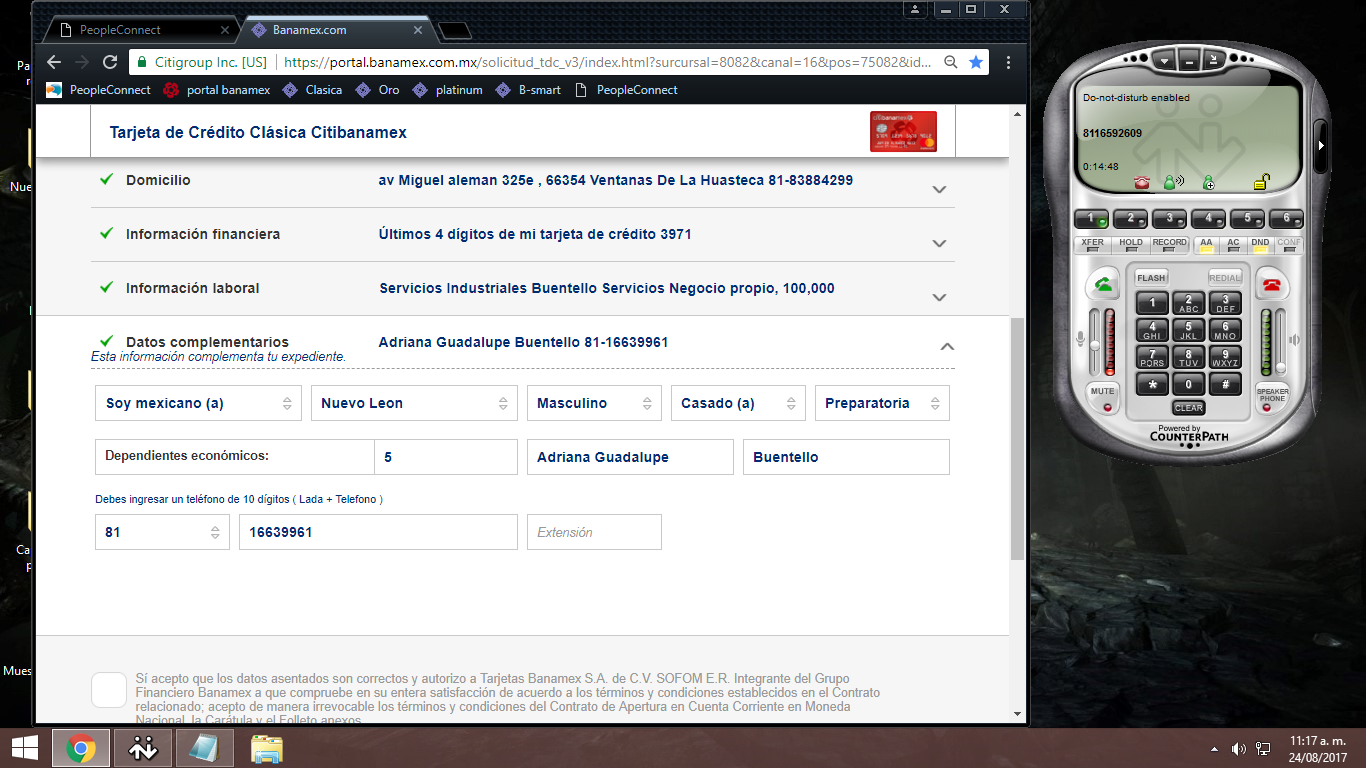 PeopleConnect
Banamex.com
Citigroup Inc. [US] https://portal.banamex.com.mx/solicitud_tdc_v3/index.html?sursal=8082&canal=16&pos=75082&id...
PeopleConnect portal banamex Clasica Oro platinum B-smart PeopleConnect
Tarjeta de Crédito Clásica Citibanamex
citibanamex
Domicilio av Miguel aleman 325e , 66354 Ventanas De La Huasteca 81-83884299
Información financiera Últimos 4 dígitos de mi tarjeta de crédito 3971
Información laboral Servicios Industriales Buentello Servicios Negocio propio, 100,000
Datos complementarios Adriana Guadalupe Buentello 81-16639961
Esta información complementa tu expediente.
Soy mexicano (a) Nuevo Leon Masculino Casado (a) Preparatoria
Dependientes económicos: 5 Adriana Guadalupe Buentello
Debes ingresar un teléfono de 10 dígitos ( Lada + Telefono )
81 16639961 Extensión
Sí acepto que los datos asentados son correctos y autorizo a Tarjetas Banamex S.A. de C.V. SOFOM E.R. Integrante del Grupo
Financiero Banamex a que compruebe en su entera satisfacción de acuerdo a los términos y condiciones establecidos en el Contrato
relacionado; acepto de manera irrevocable los términos y condiciones del Contrato de Apertura en Cuenta Corriente en Moneda
Nacional, la Carátula y el Folleto anexos
Pa
r
Nue
Ca
p
Mues
Do-not-disturb enabled
8116592609
0:14:48
1 2 3 4 5 6
XFER HOLD RECORD AA AC DND CONF
FLASH REDIAL
1 2 ABC 3 DEF
4 GHI 5 JKL 6 MNO
7 PQRS 8 TUV 9 WXYZ
* 0 #
MUTE
SPEAKER PHONE
CLEAR
Powered by
COUNTERPATH
11:17 a. m.
24/08/2017